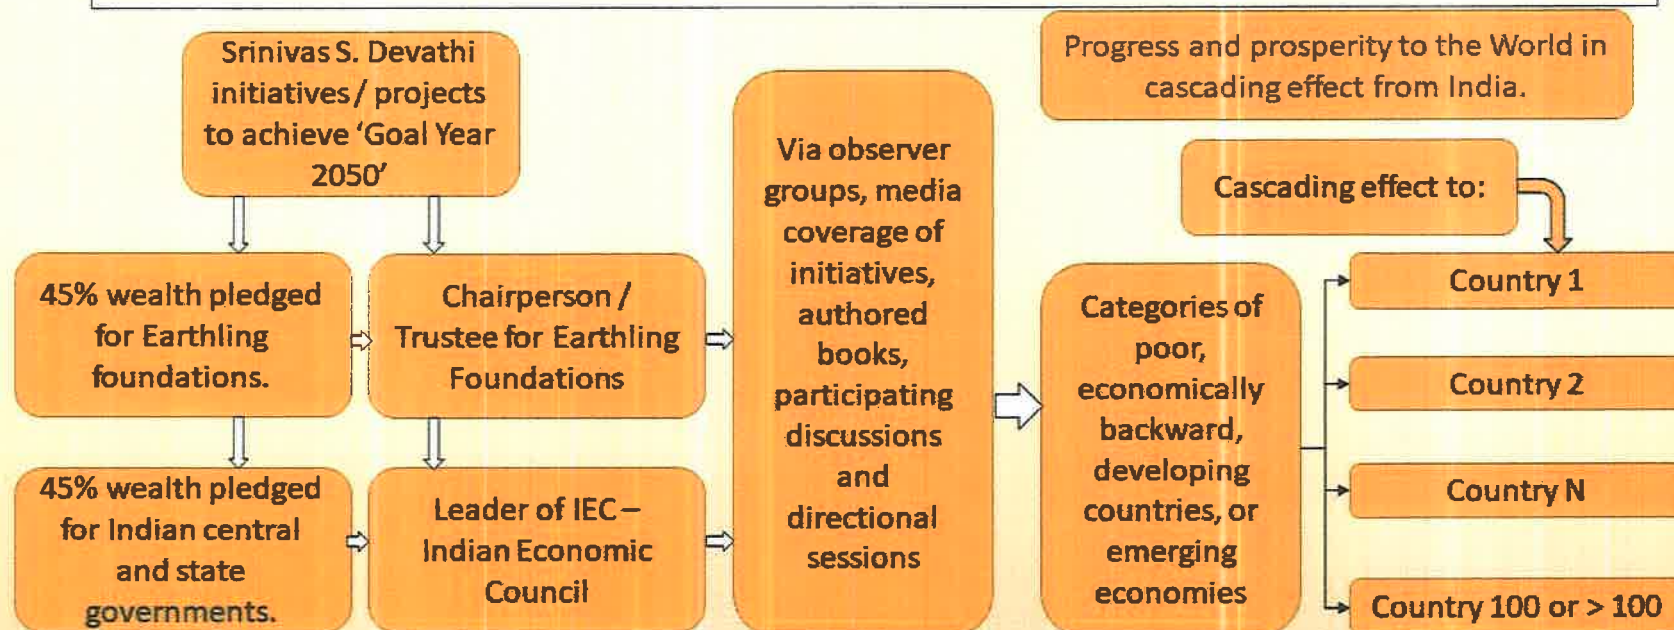 Srinivas S. Devathi
initiatives / projects
to achieve ‘Goal Year
2050’
Progress and prosperity to the World in
cascading effect from India.
Cascading effect to:
45% wealth pledged
for Earthling
foundations.
Chairperson /
Trustee for Earthling
Foundations
45% wealth pledged
for Indian central
and state
governments.
Leader of IEC –
Indian Economic
Council
Via observer
groups, media
coverage of
initiatives,
authored
books,
participating
discussions
and
directional
sessions
Categories of
poor,
economically
backward,
developing
countries, or
emerging
economies
Country 1
Country 2
Country N
Country 100 or > 100